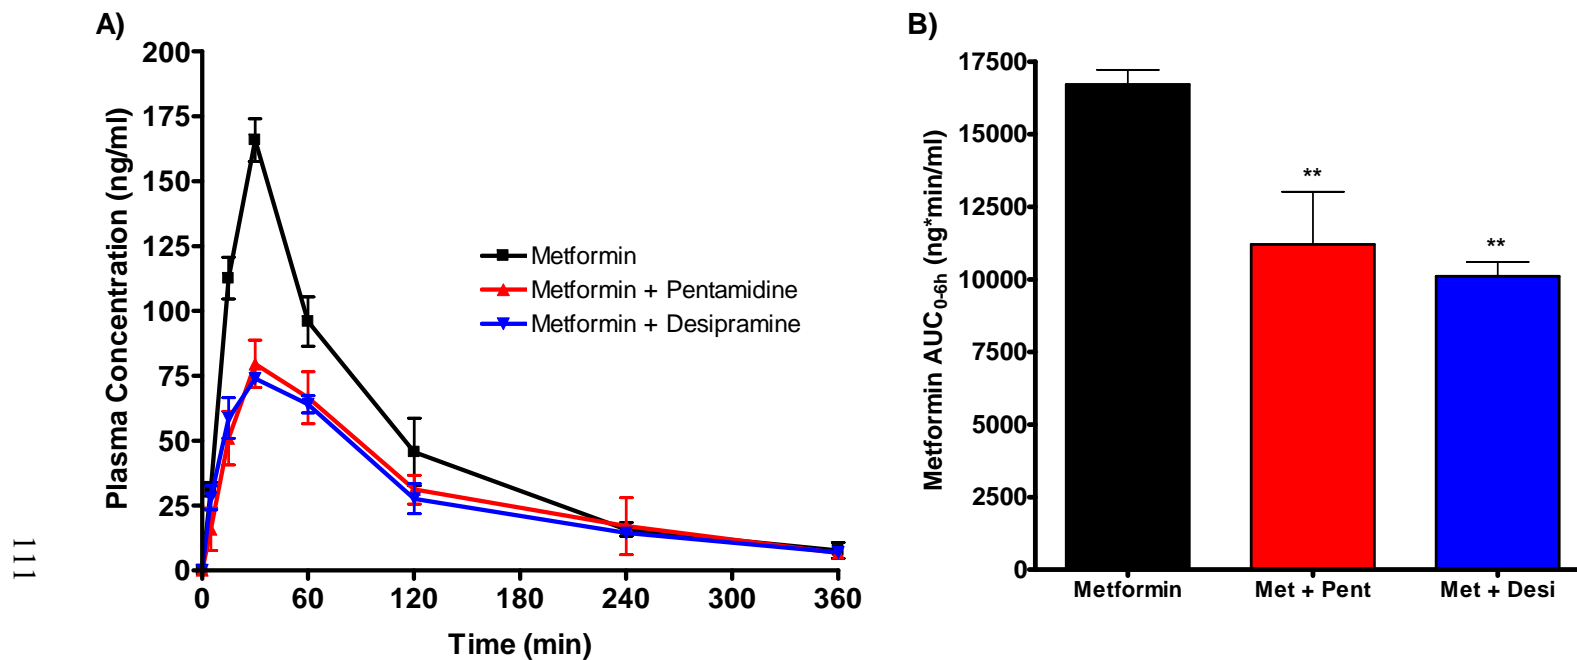 A)
200
175
150
125
100
75
50
25
0
Plasma Concentration (ng/ml)
0 60 120 180 240 300 360
Time (min)
Metformin
Metformin + Pentamidine
Metformin + Desipramine
B)
17500
15000
12500
10000
7500
5000
2500
0
Metformin AUC0-6h (ng*min/ml)
**
**
Metformin Met + Pent Met + Desi
111